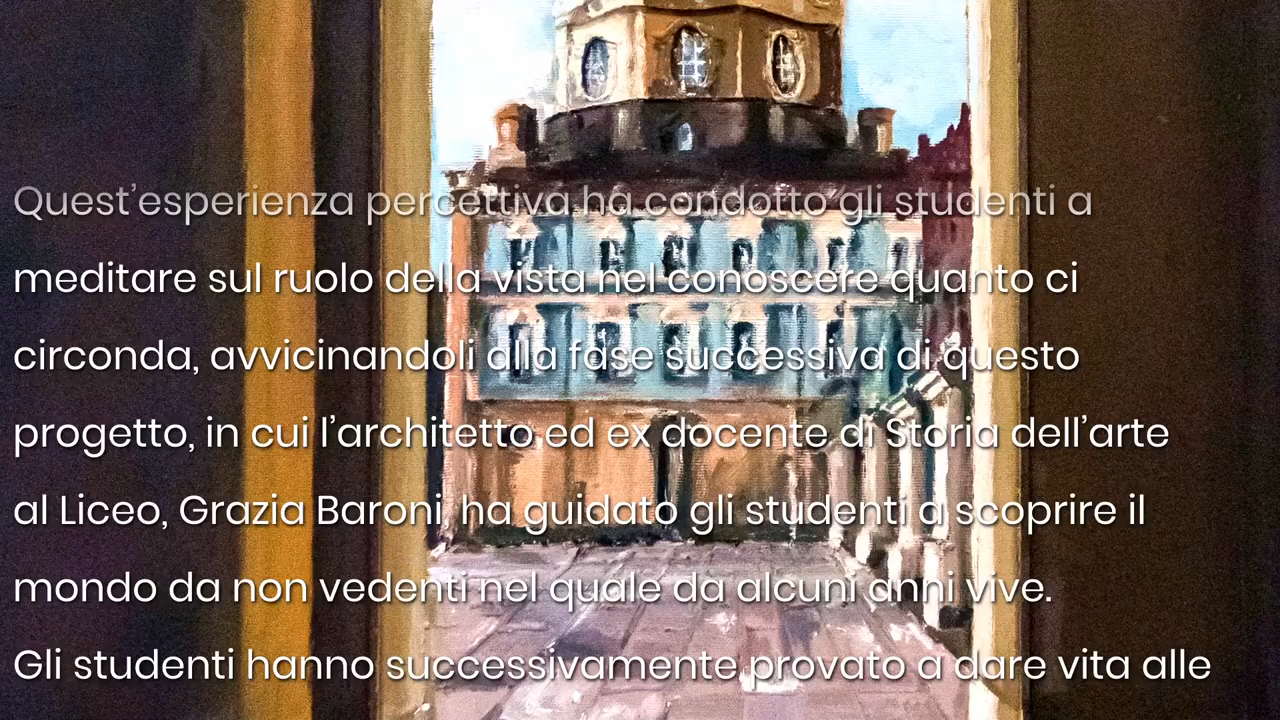 Quest’esperienza percettiva ha condotto gli studenti a
meditare sul ruolo della vista nel conoscere quanto ci
circonda, avvicinandoli alla fase successiva di questo
progetto, in cui l’architetto ed ex docente di Storia dell’arte
al Liceo, Grazia Baroni, ha guidato gli studenti a scoprire il
mondo da non vedenti nel quale da alcuni anni vive.
Gli studenti hanno successivamente provato a dare vita alle